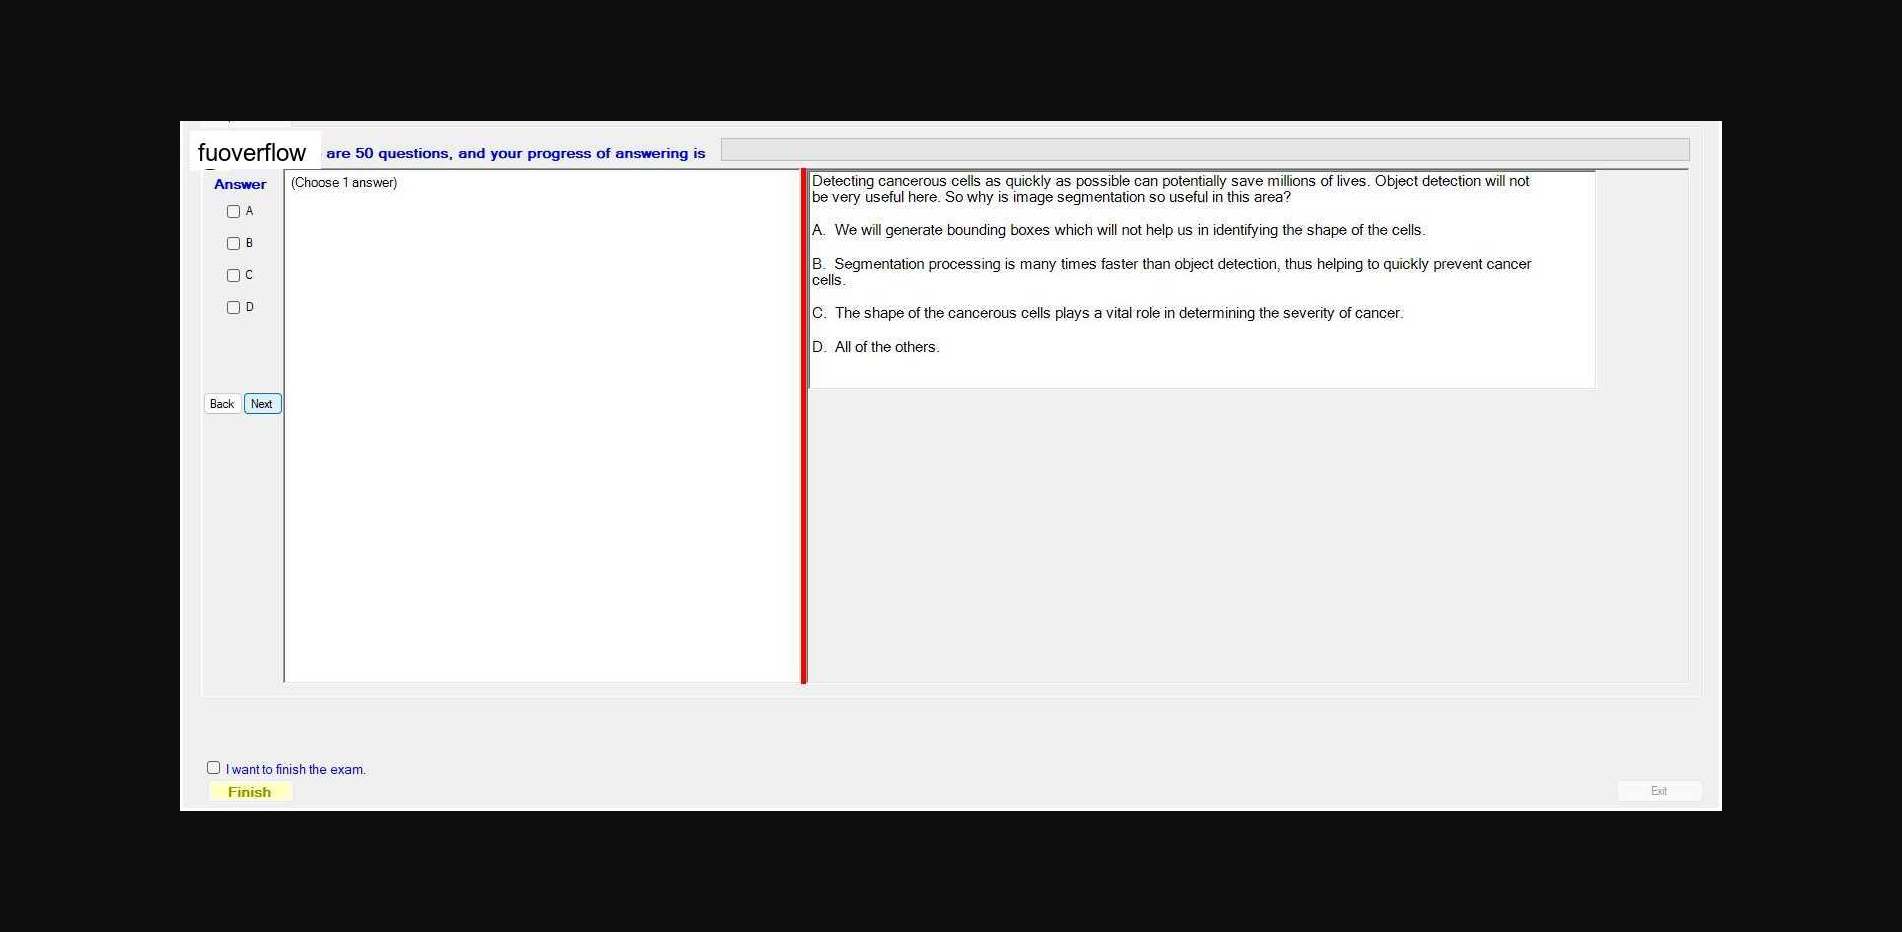 fuoverflow are 50 questions, and your progress of answering is
Answer
A
B
C
D
Back Next
(Choose 1 answer)
Detecting cancerous cells as quickly as possible can potentially save millions of lives. Object detection will not
be very useful here. So why is image segmentation so useful in this area?
A. We will generate bounding boxes which will not help us in identifying the shape of the cells.
B. Segmentation processing is many times faster than object detection, thus helping to quickly prevent cancer
cells.
C. The shape of the cancerous cells plays a vital role in determining the severity of cancer.
D. All of the others.
I want to finish the exam.
Finish
Exit